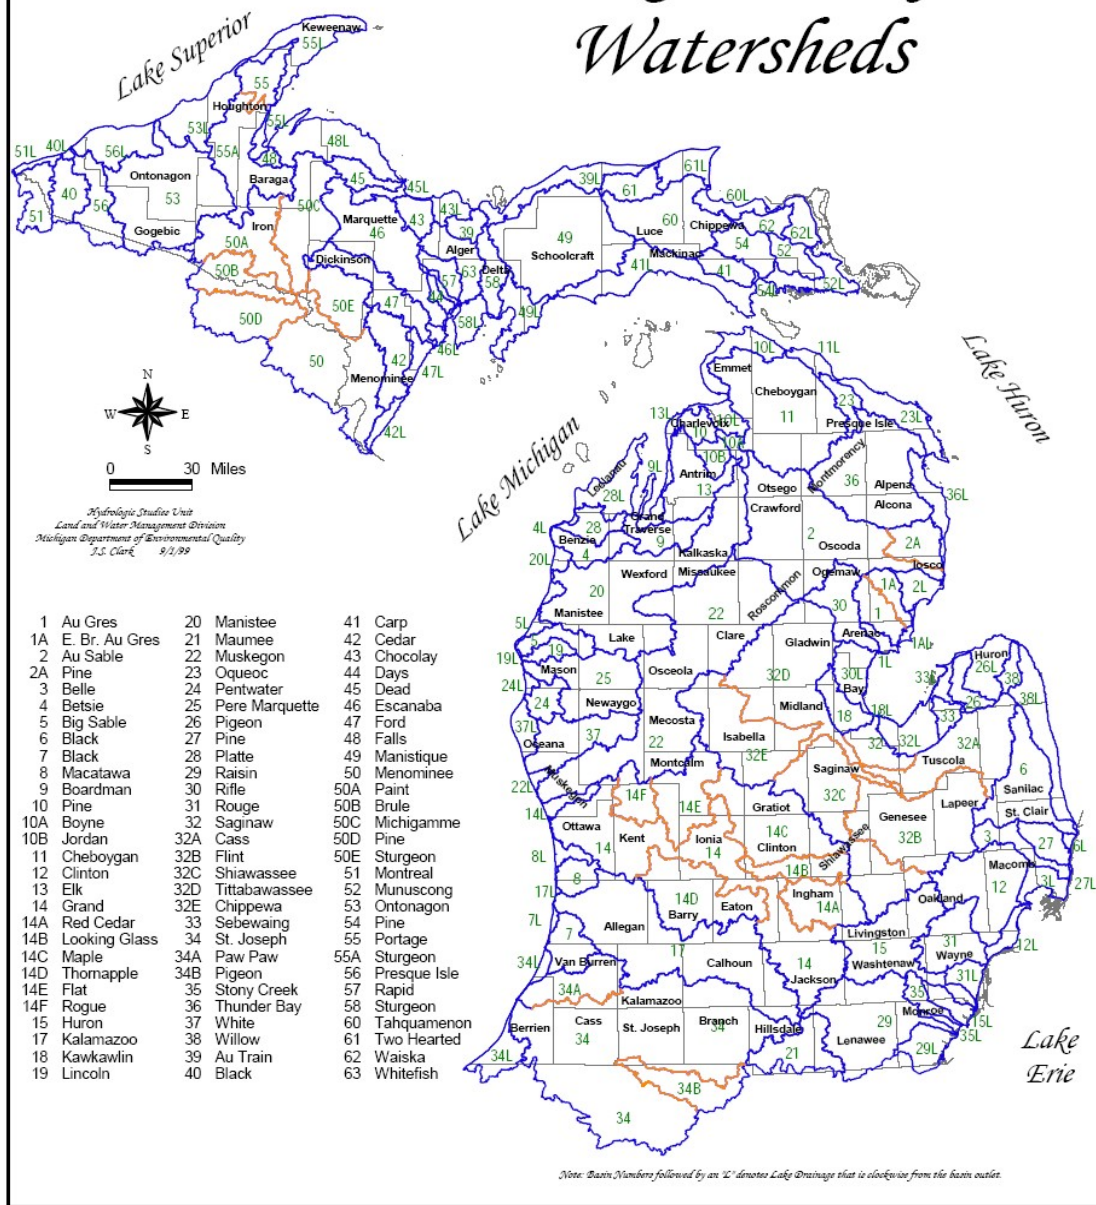 Watersheds
Lake Superior
Lake Michigan
Lake Huron
Lake
Erie
Keweenaw
55L
55
Houghton
55L
53L
51L 40L 56L
55A
48
48L
Ontonagon
Baraga
45
45L
40
53
50C
51
56
Gogebic
Iron
50A
50B
50D
50E
50
Marquette
46
43
43L
39
Alger
Dickinson
63
Delta
57
58
44
47
58L
49L
46L
42
47L
Menominee
42L
39L
61
61L
60L
49
Schoolcraft
Luce
60
Chippewa
62
62L
54
52
Mackinac
41L
41
54L
52L
N
W E
S
0 30 Miles
Hydrologic Studies Unit
Land and Water Management Division
Michigan Department of Environmental Quality
J.S. Clark 9/1/99
10L
11L
Emmet
Cheboygan
11
23
23L
Presque Isle
13L
Charlevoix
10L
10
10A
10B
Antrim
13
Montmorency
Otsego
36
Alpena
36L
9L
Leelanau
28L
Crawford
Alcona
Grand
Traverse
4L
28
Benzie
4
9
Kalkaska
2
Oscoda
2A
20L
Wexford
Missaukee
Roscommon
Ogemaw
Iosco
1A
2L
20
Manistee
22
30
1
5L
5
Lake
Clare
Gladwin
Arenac
1AL
19L
19
Mason
25
Osceola
32D
30L
1L
Bay
33L
Huron
26L
38
24L
24
Newaygo
Mecosta
Midland
18
18L
26
38L
33
37L
Oceana
37
22
Isabella
32E
32
32L
32A
Tuscola
Muskegon
Montcalm
Saginaw
6
22L
14F
14E
32C
Sanilac
14L
Gratiot
Genesee
Lapeer
St. Clair
Ottawa
Kent
Ionia
14C
Clinton
Shiawassee
32B
3
27
6L
8L
14
14
14B
Macomb
8
12
3L
27L
17L
14D
Ingham
14A
Oakland
Eaton
Barry
7L
7
Allegan
Livingston
17
Calhoun
14
15
31
Wayne
12L
34L
Van Buren
Washtenaw
Jackson
31L
34A
Kalamazoo
35
Monroe
15L
35L
Berrien
Cass
34
St. Joseph
Branch
34
Hillsdale
29
Lenawee
29L
34L
21
34B
34
1 Au Gres 20 Manistee 41 Carp
1A E. Br. Au Gres 21 Maumee 42 Cedar
2 Au Sable 22 Muskegon 43 Chocolay
2A Pine 23 Oqueoc 44 Days
3 Belle 24 Pentwater 45 Dead
4 Betsie 25 Pere Marquette 46 Escanaba
5 Big Sable 26 Pigeon 47 Ford
6 Black 27 Pine 48 Falls
7 Black 28 Platte 49 Manistique
8 Macatawa 29 Raisin 50 Menominee
9 Boardman 30 Rifle 50A Paint
10 Pine 31 Rouge 50B Brule
10A Boyne 32 Saginaw 50C Michigamme
10B Jordan 32A Cass 50D Pine
11 Cheboygan 32B Flint 50E Sturgeon
12 Clinton 32C Shiawassee 51 Montreal
13 Elk 32D Tittabawassee 52 Munuscong
14 Grand 32E Chippewa 53 Ontonagon
14A Red Cedar 33 Sebewaing 54 Pine
14B Looking Glass 34 St. Joseph 55 Portage
14C Maple 34A Paw Paw 55A Sturgeon
14D Thornapple 34B Pigeon 56 Presque Isle
14E Flat 35 Stony Creek 57 Rapid
14F Rogue 36 Thunder Bay 58 Sturgeon
15 Huron 37 White 60 Tahquamenon
17 Kalamazoo 38 Willow 61 Two Hearted
18 Kawkawlin 39 Au Train 62 Waiska
19 Lincoln 40 Black 63 Whitefish
Note: Basin Numbers followed by an "L" denotes Lake Drainage that is clockwise from the basin outlet.